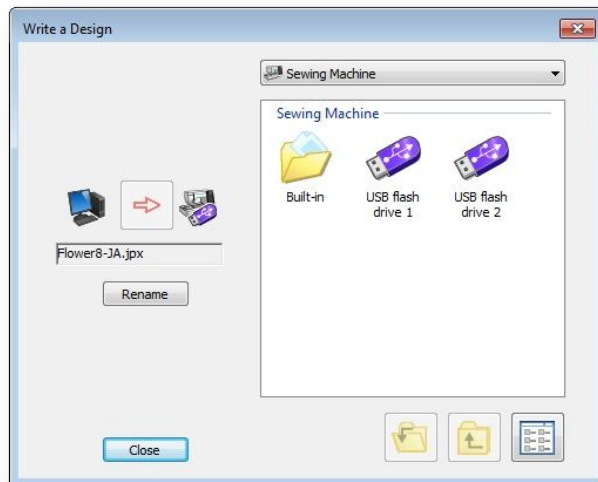 Write a Design
Sewing Machine
Sewing Machine
Built-in
USB flash
drive 1
USB flash
drive 2
Flower8-JA.jpx
Rename
Close